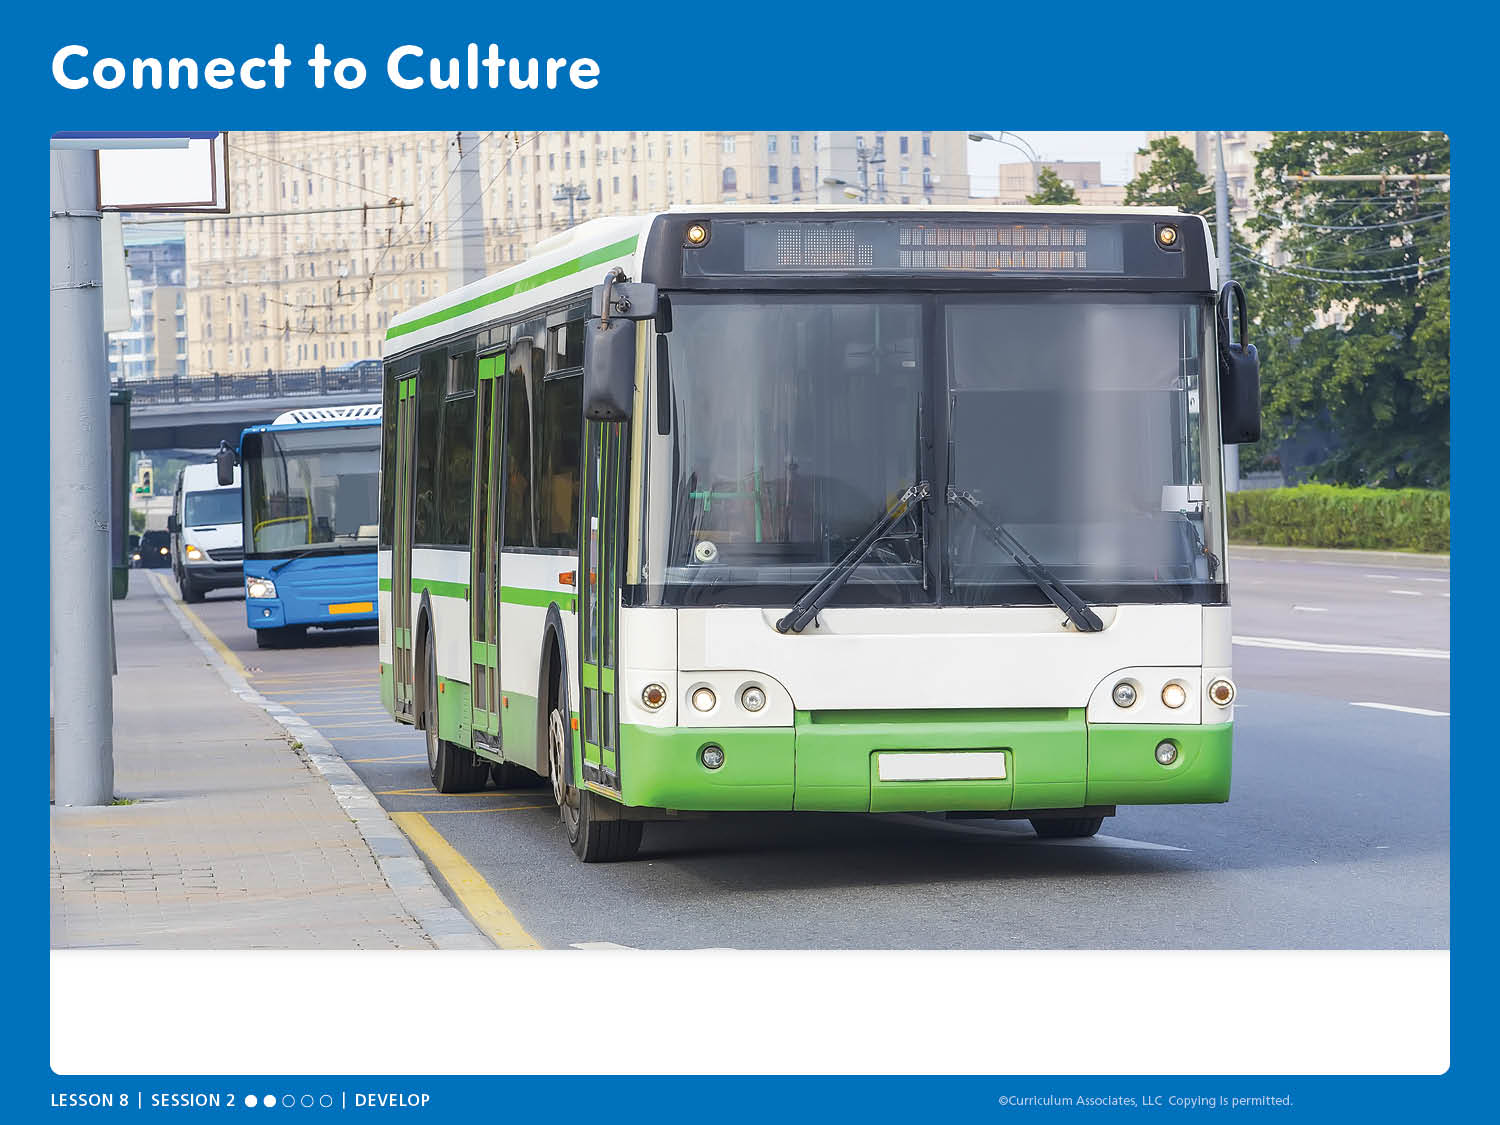 Connect to Culture
LESSON 8 | SESSION 2 ●●○○○ | DEVELOP
©Curriculum Associates, LLC Copying is permitted.